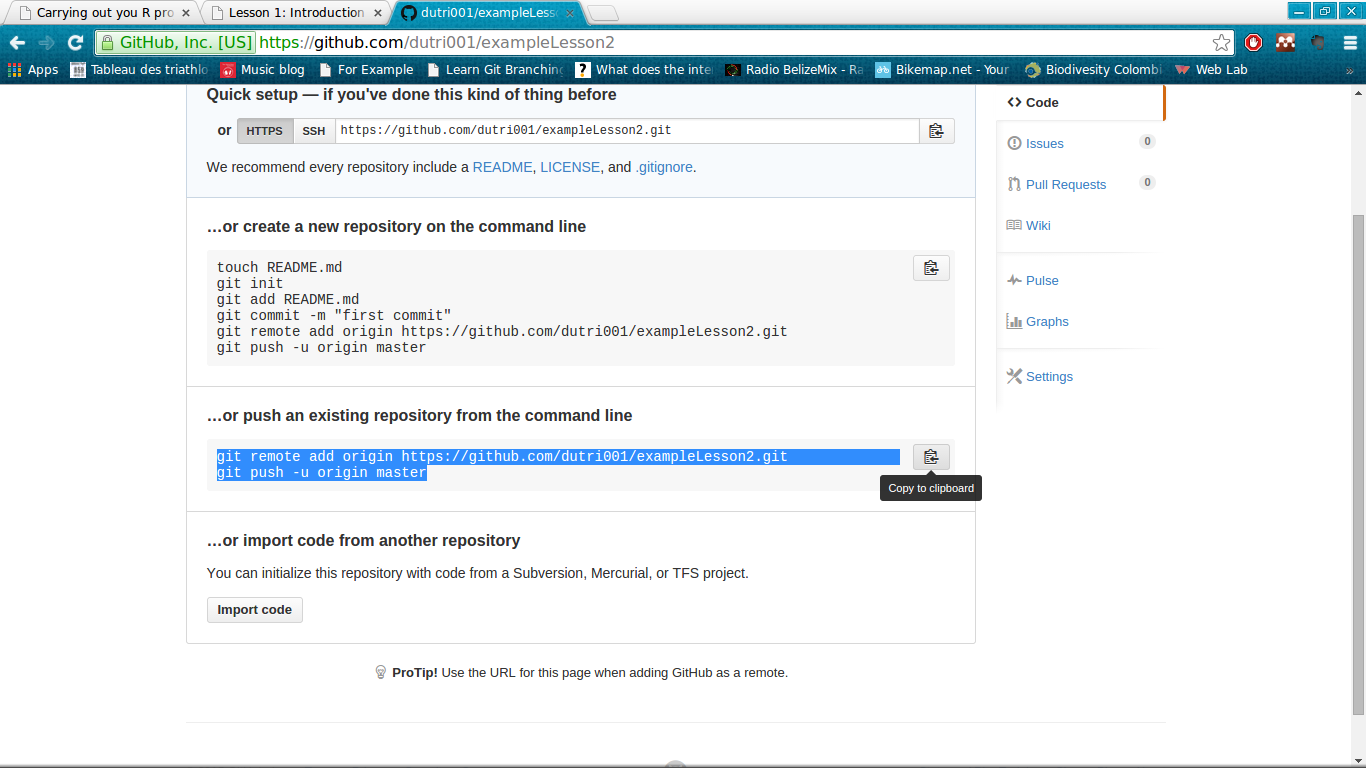 Carrying out you R pro
Lesson 1: Introduction
dutri001/exampleLess
GitHub, Inc. [US] https://github.com/dutri001/exampleLesson2
Apps
Tableau des triathlo
Music blog
For Example
Learn Git Branching
What does the inte
Radio BelizeMix - Ra
Bikemap.net - Your
Biodivesity Colombi
Web Lab
»
Quick setup — if you've done this kind of thing before
or HTTPS SSH https://github.com/dutri001/exampleLesson2.git
We recommend every repository include a README, LICENSE, and .gitignore.
…or create a new repository on the command line
touch README.md
git init
git add README.md
git commit -m "first commit"
git remote add origin https://github.com/dutri001/exampleLesson2.git
git push -u origin master
…or push an existing repository from the command line
git remote add origin https://github.com/dutri001/exampleLesson2.git
git push -u origin master
Copy to clipboard
…or import code from another repository
You can initialize this repository with code from a Subversion, Mercurial, or TFS project.
Import code
ProTip! Use the URL for this page when adding GitHub as a remote.
Code
Issues 0
Pull Requests 0
Wiki
Pulse
Graphs
Settings